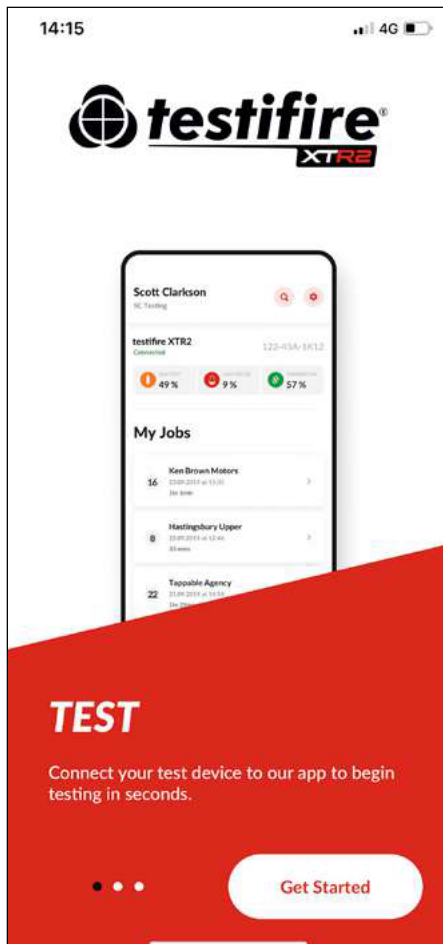 14:15
4G
testifire®
XTR2
Scott Clarkson
SC Testing
testifire XTR2
122-43A-1K12
Connected
49 %
9 %
57 %
My Jobs
Ken Brown Motors
16
Hastingsbury Upper
8
Tappable Agency
22
TEST
Connect your test device to our app to begin
testing in seconds.
Get Started